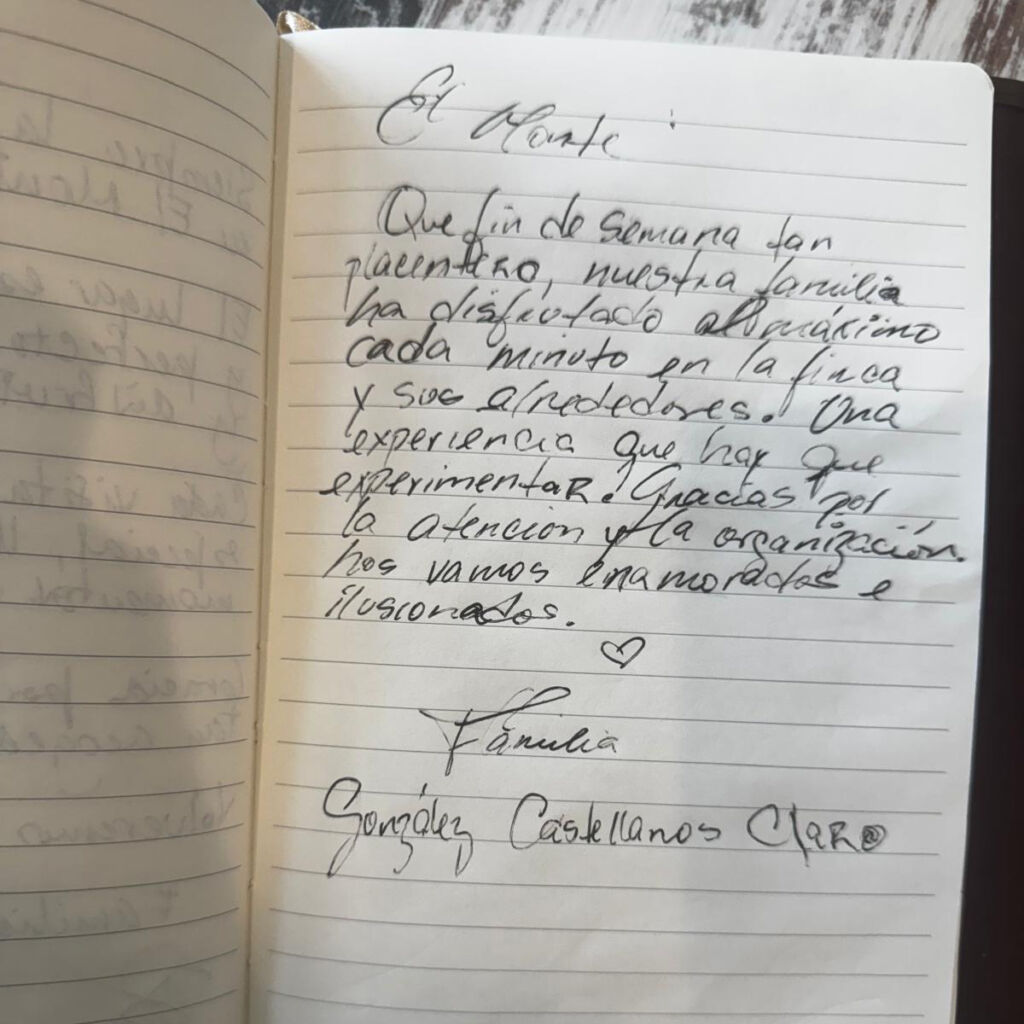 El Monte :
Que fin de semana tan
placentero, nuestra familia
ha disfrutado al máximo
cada minuto en la finca
y sus alrededores. Una
experiencia que hay que
experimentar. Gracias por
la atención y la organización.
nos vamos enamorados e
ilusionados.
Familia
González Castellanos Claro